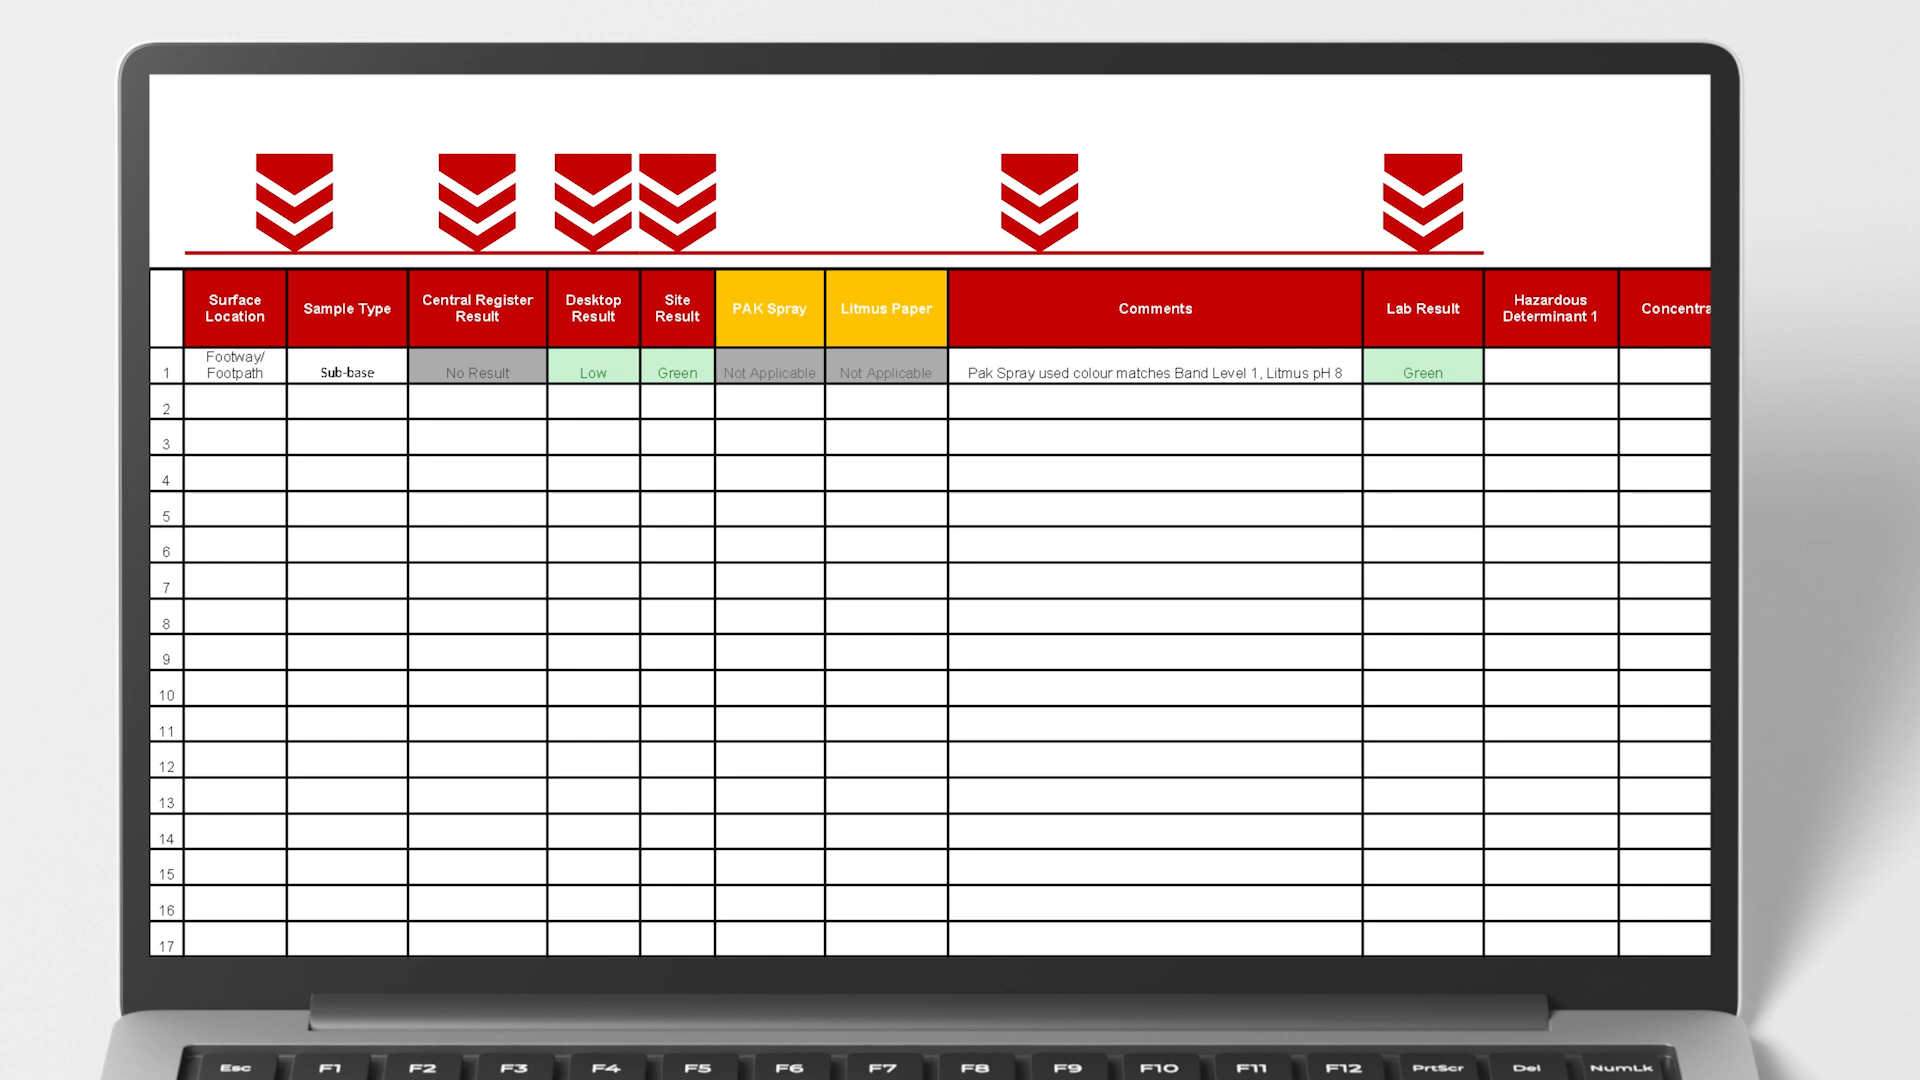 Surface
Location
Sample Type
Central Register
Result
Desktop
Result
Site
Result
PAK Spray
Litmus Paper
Comments
Lab Result
Hazardous
Determinant 1
Concentra
1
Footway/
Footpath
Sub-base
No Result
Low
Green
Not Applicable
Not Applicable
Pak Spray used colour matches Band Level 1, Litmus pH 8
Green
2
3
4
5
6
7
8
9
10
11
12
13
14
15
16
17
Esc F1 F2 F3 F4 F5 F6 F7 F8 F9 F10 F11 F12 PrtScr Del NumLk